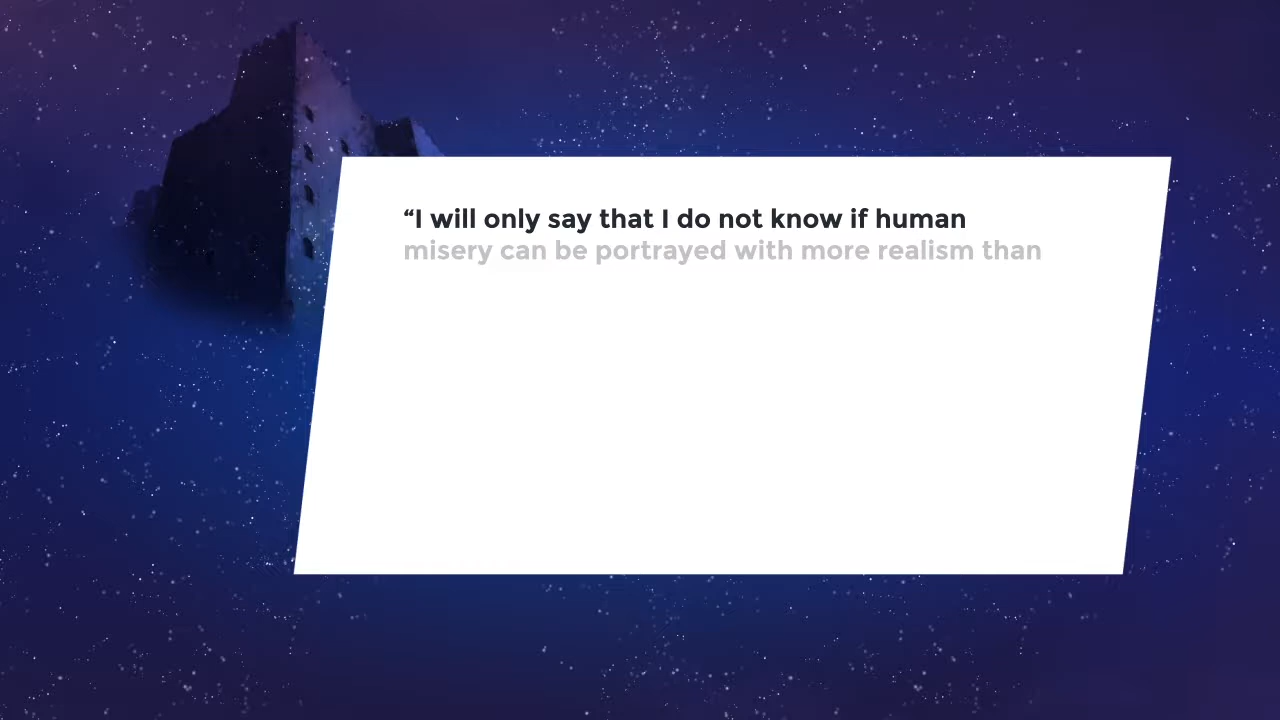 “I will only say that I do not know if human
misery can be portrayed with more realism than